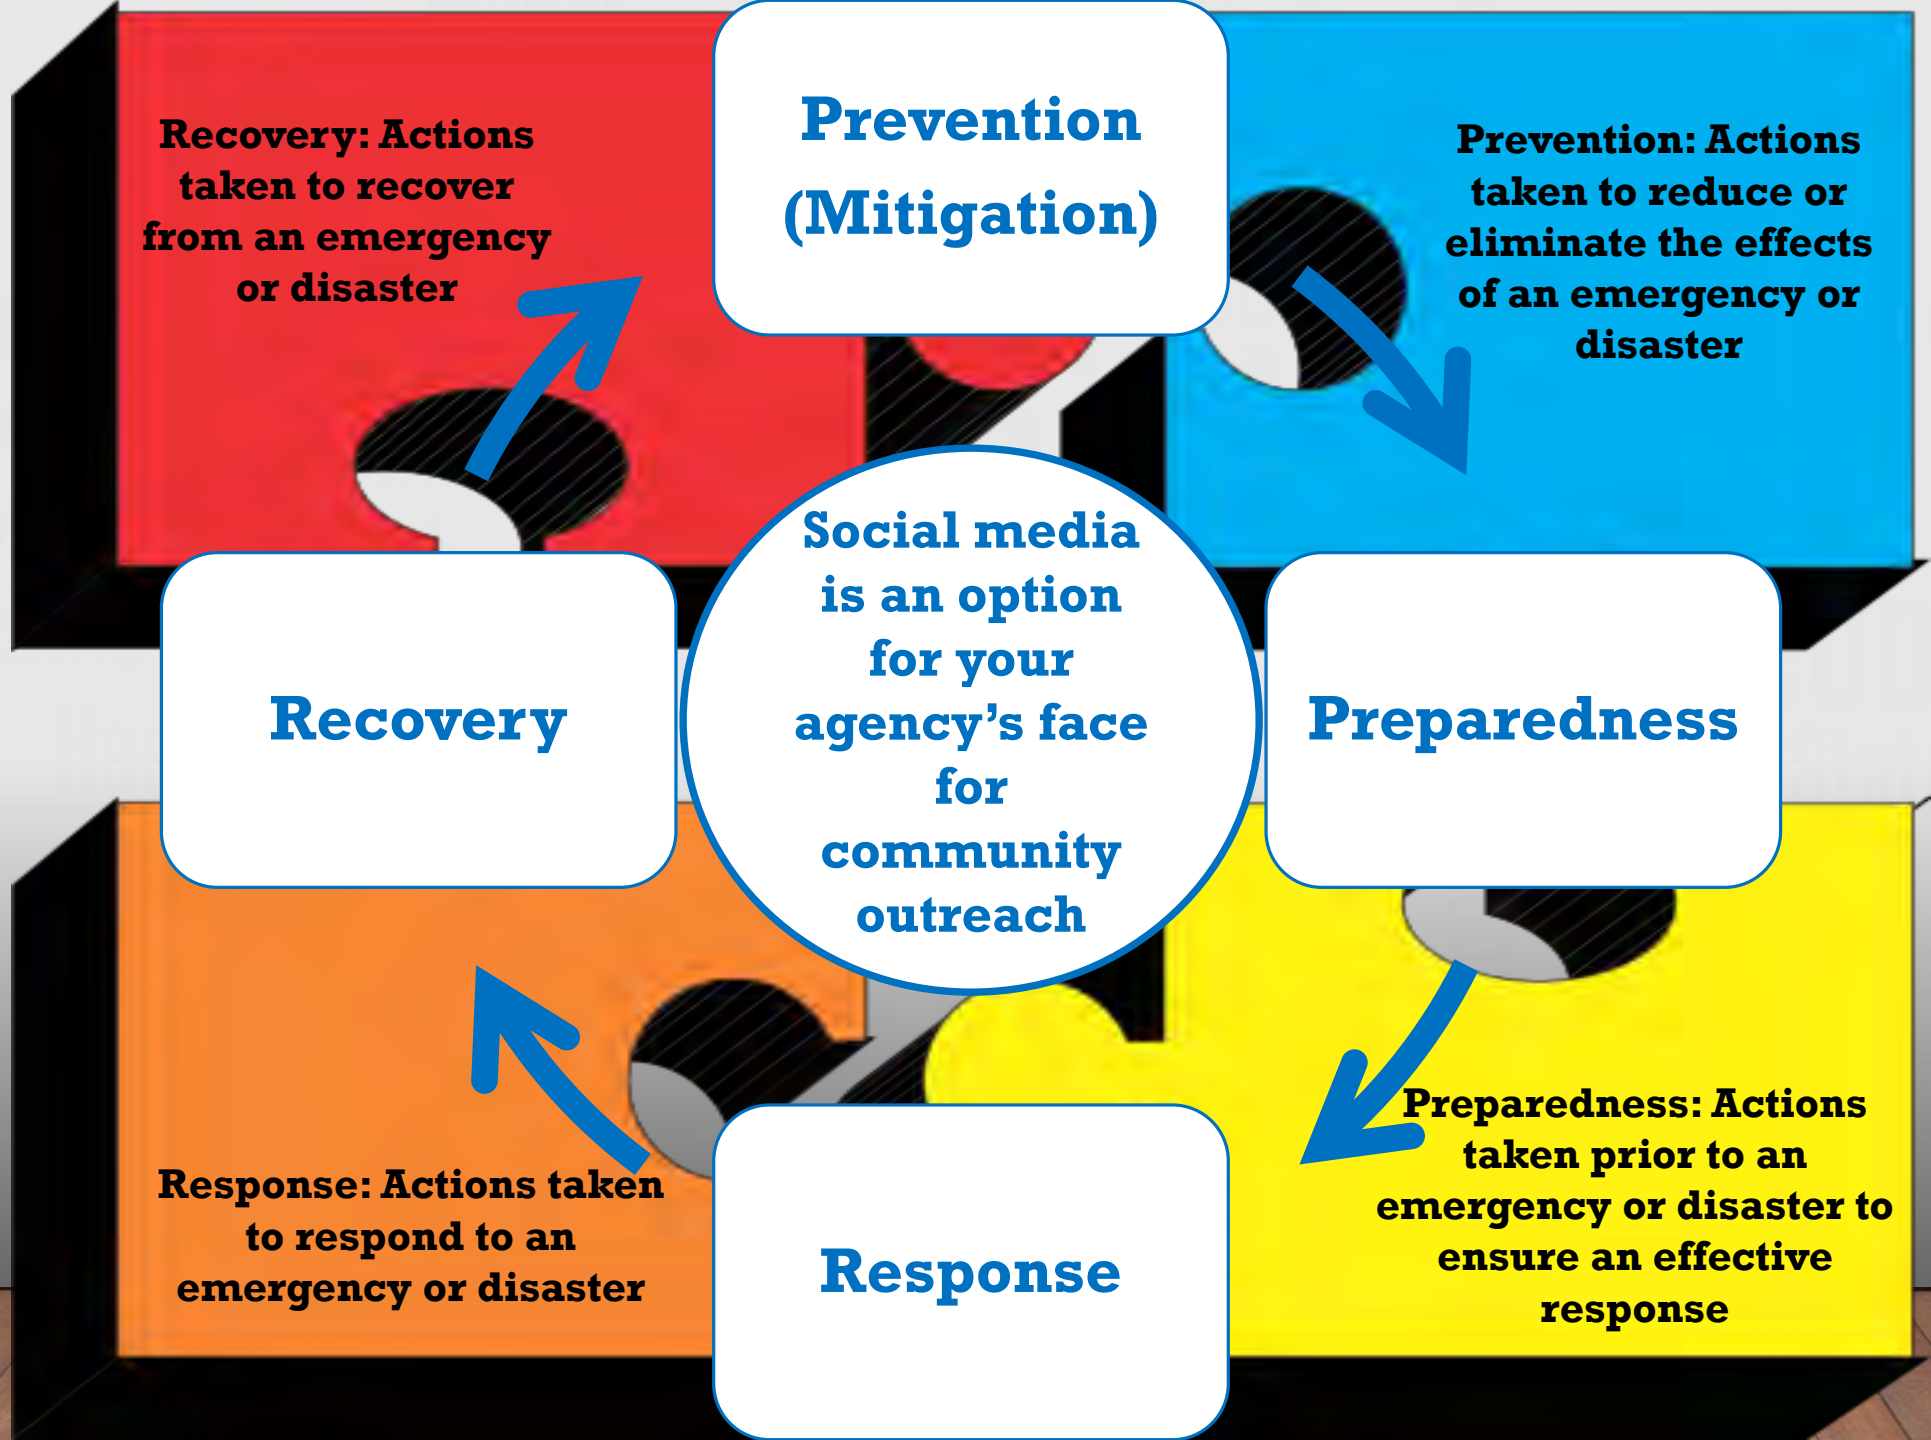 Prevention
(Mitigation)
Recovery: Actions
taken to recover
from an emergency
or disaster
Prevention: Actions
taken to reduce or
eliminate the effects
of an emergency or
disaster
Social media
is an option
for your
agency’s face
for
community
outreach
Recovery
Preparedness
Response: Actions taken
to respond to an
emergency or disaster
Response
Preparedness: Actions
taken prior to an
emergency or disaster to
ensure an effective
response